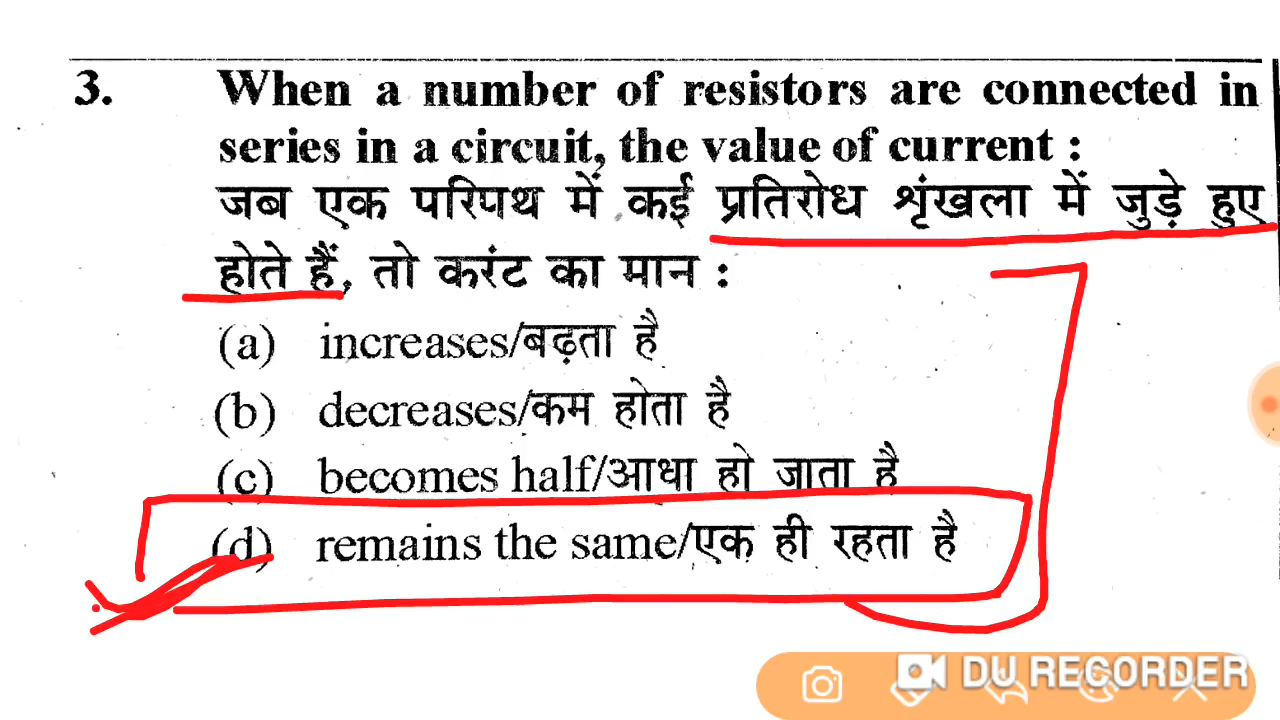 3. When a number of resistors are connected in
series in a circuit, the value of current :
जब एक परिपथ में कई प्रतिरोध शृंखला में जुड़े हुए
होते हैं, तो करंट का मान :
(a) increases/बढ़ता है
(b) decreases/कम होता है
(c) becomes half/आधा हो जाता है
(d) remains the same/एक ही रहता है
DU RECORDER